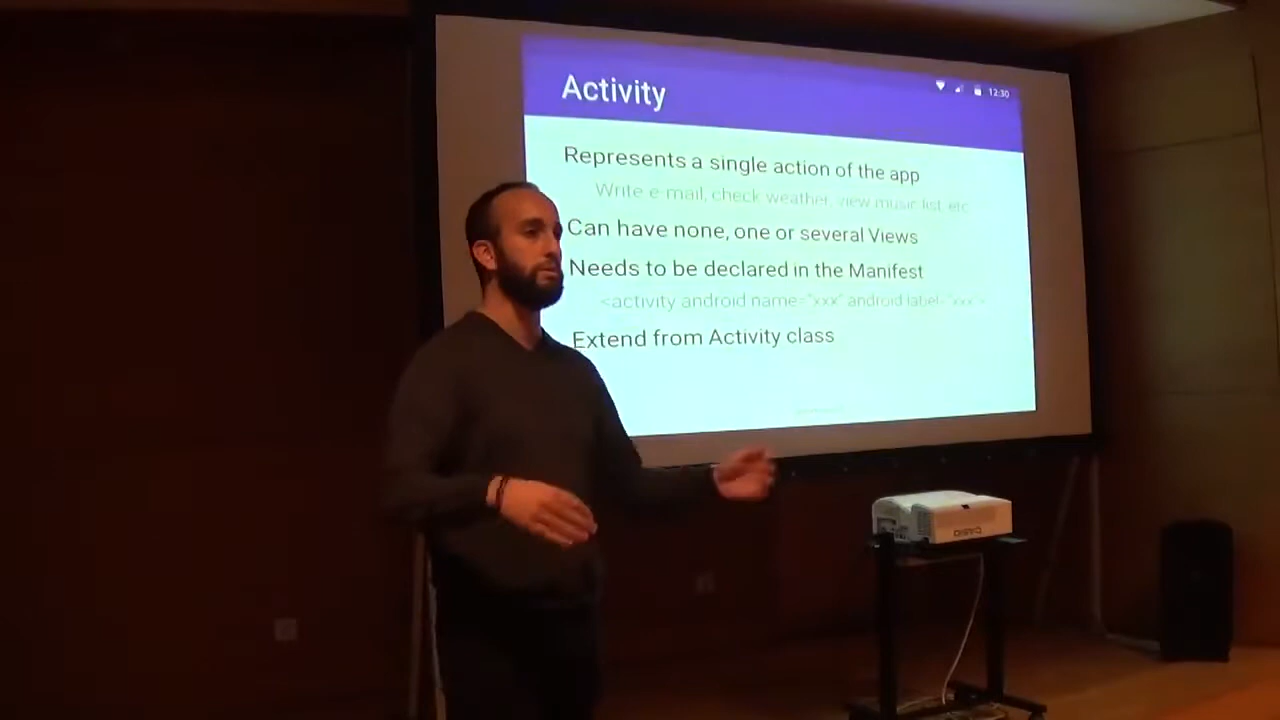 Activity
12:30
Represents a single action of the app
Write e-mail, check weather, view music list, etc
Can have none, one or several Views
Needs to be declared in the Manifest
<activity android name="xxx" android label="xxx">
Extend from Activity class